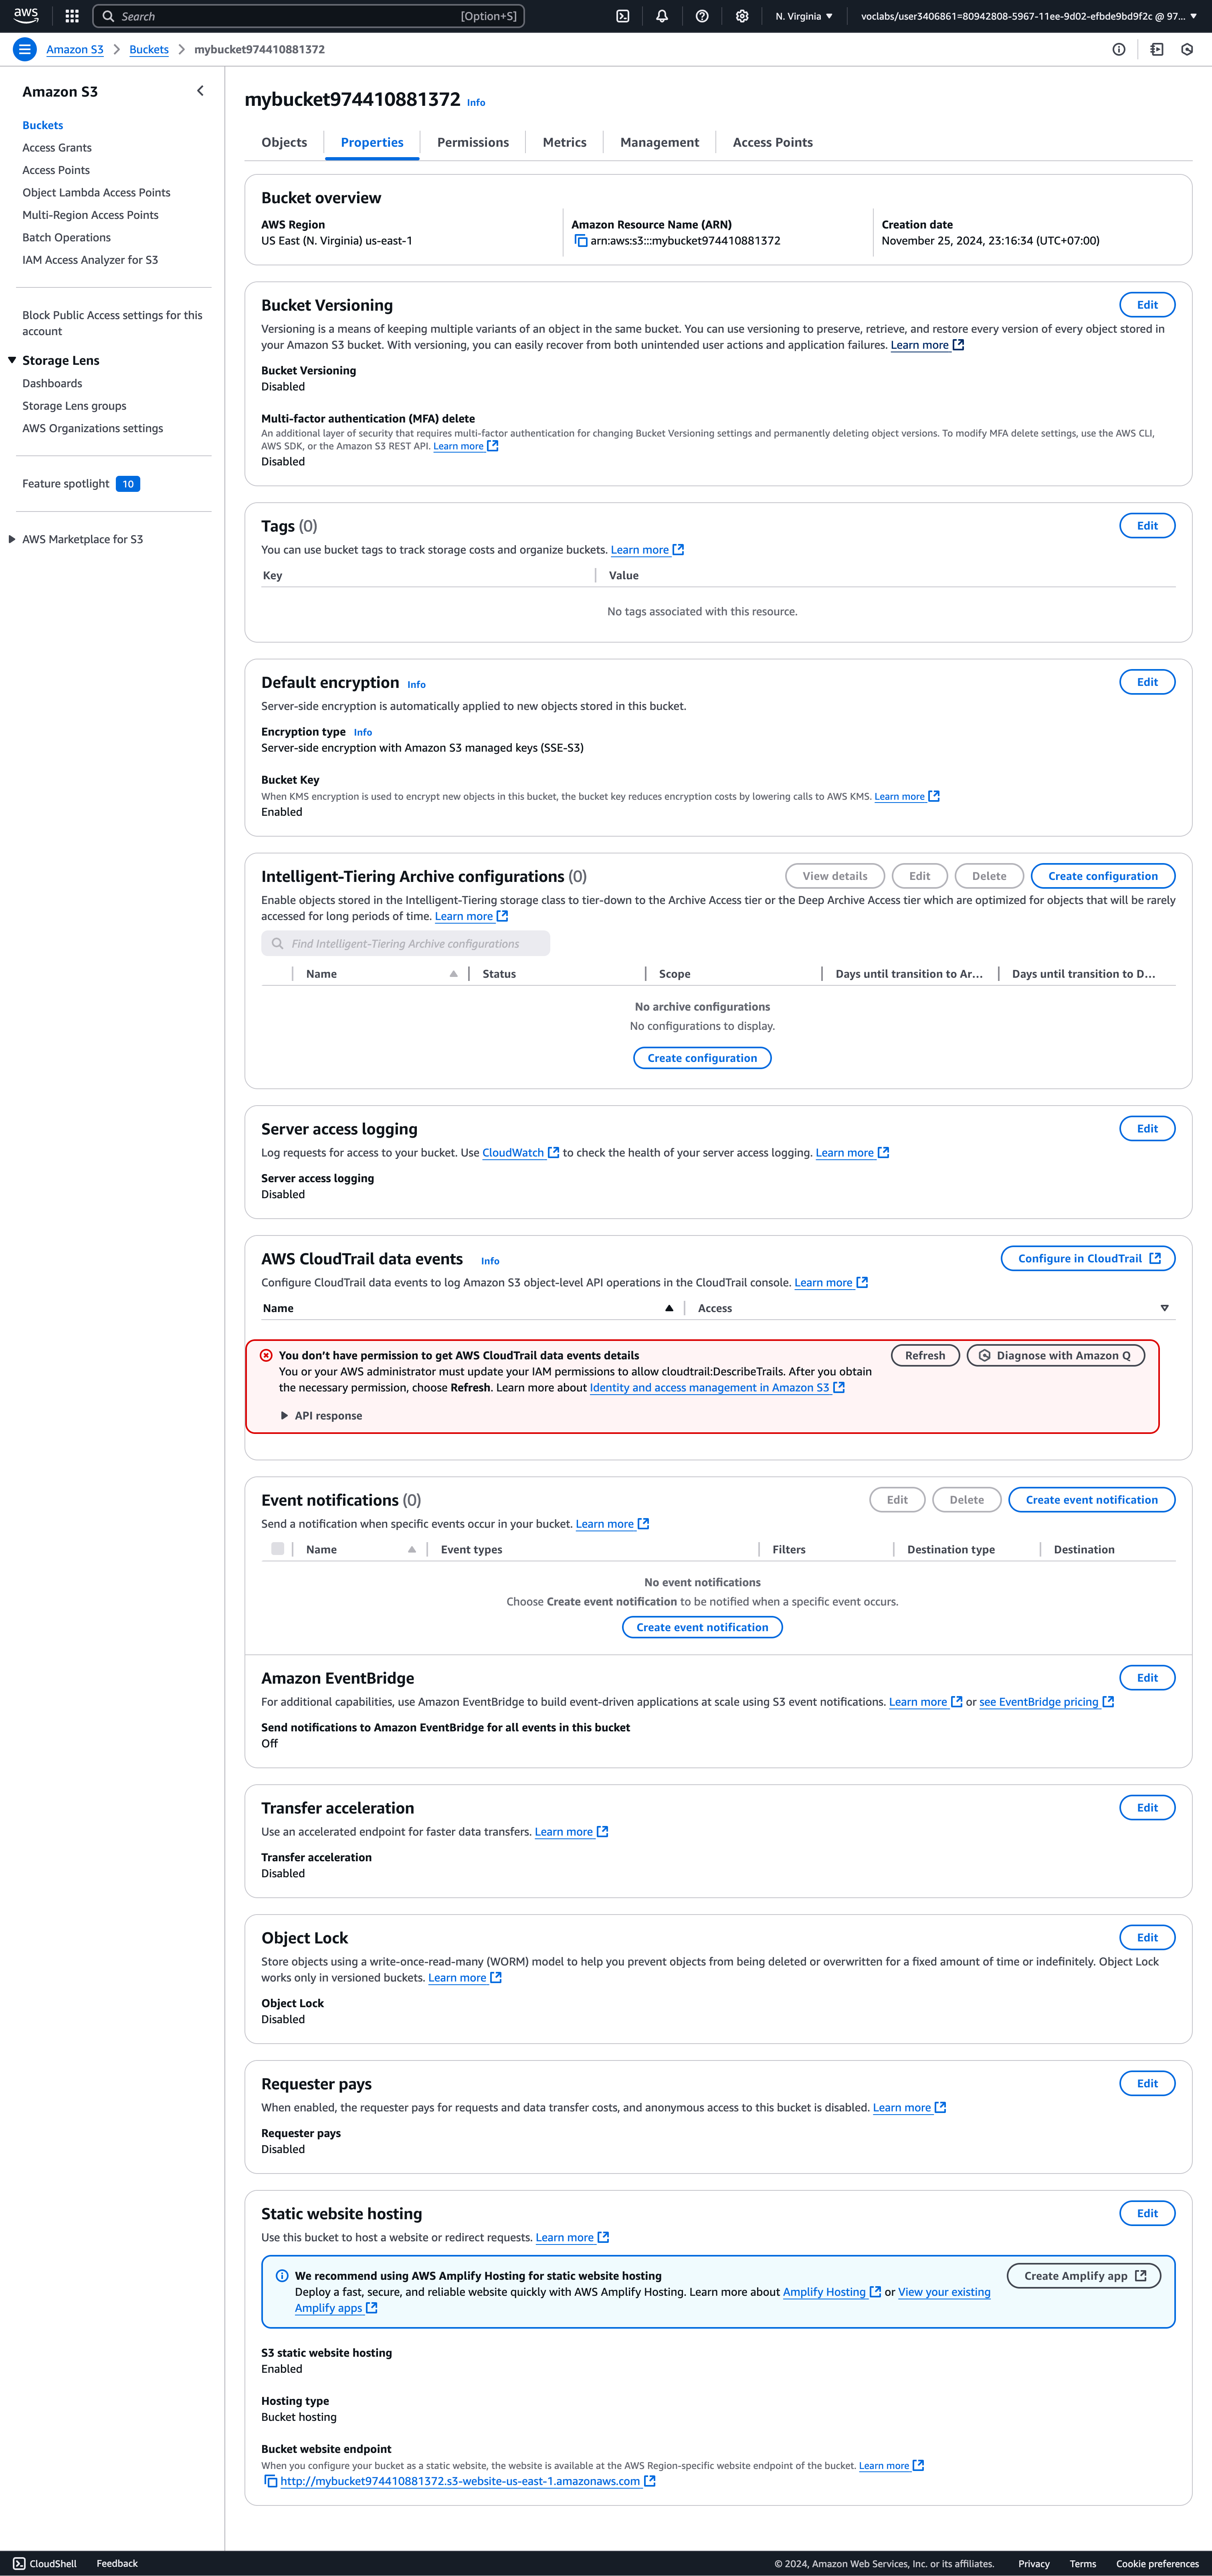 aws
Search
[Option+S]
N. Virginia
voclabs/user3406861=80942808-5967-11ee-9d02-efbde9bd9f2c @ 97...
Amazon S3
Buckets
mybucket974410881372
Amazon S3
Buckets
Access Grants
Access Points
Object Lambda Access Points
Multi-Region Access Points
Batch Operations
IAM Access Analyzer for S3
Block Public Access settings for this
account
Storage Lens
Dashboards
Storage Lens groups
AWS Organizations settings
Feature spotlight 10
AWS Marketplace for S3
mybucket974410881372 Info
Objects
Properties
Permissions
Metrics
Management
Access Points
Bucket overview
AWS Region
US East (N. Virginia) us-east-1
Amazon Resource Name (ARN)
arn:aws:s3:::mybucket974410881372
Creation date
November 25, 2024, 23:16:34 (UTC+07:00)
Bucket Versioning
Edit
Versioning is a means of keeping multiple variants of an object in the same bucket. You can use versioning to preserve, retrieve, and restore every version of every object stored in
your Amazon S3 bucket. With versioning, you can easily recover from both unintended user actions and application failures. Learn more
Bucket Versioning
Disabled
Multi-factor authentication (MFA) delete
An additional layer of security that requires multi-factor authentication for changing Bucket Versioning settings and permanently deleting object versions. To modify MFA delete settings, use the AWS CLI,
AWS SDK, or the Amazon S3 REST API. Learn more
Disabled
Tags (0)
Edit
You can use bucket tags to track storage costs and organize buckets. Learn more
Key
Value
No tags associated with this resource.
Default encryption Info
Edit
Server-side encryption is automatically applied to new objects stored in this bucket.
Encryption type Info
Server-side encryption with Amazon S3 managed keys (SSE-S3)
Bucket Key
When KMS encryption is used to encrypt new objects in this bucket, the bucket key reduces encryption costs by lowering calls to AWS KMS. Learn more
Enabled
Intelligent-Tiering Archive configurations (0)
View details
Edit
Delete
Create configuration
Enable objects stored in the Intelligent-Tiering storage class to tier-down to the Archive Access tier or the Deep Archive Access tier which are optimized for objects that will be rarely
accessed for long periods of time. Learn more
Find Intelligent-Tiering Archive configurations
Name
Status
Scope
Days until transition to Ar...
Days until transition to D...
No archive configurations
No configurations to display.
Create configuration
Server access logging
Edit
Log requests for access to your bucket. Use CloudWatch to check the health of your server access logging. Learn more
Server access logging
Disabled
AWS CloudTrail data events Info
Configure in CloudTrail
Configure CloudTrail data events to log Amazon S3 object-level API operations in the CloudTrail console. Learn more
Name
Access
You don’t have permission to get AWS CloudTrail data events details
Refresh
Diagnose with Amazon Q
You or your AWS administrator must update your IAM permissions to allow cloudtrail:DescribeTrails. After you obtain
the necessary permission, choose Refresh. Learn more about Identity and access management in Amazon S3
API response
Event notifications (0)
Edit
Delete
Create event notification
Send a notification when specific events occur in your bucket. Learn more
Name
Event types
Filters
Destination type
Destination
No event notifications
Choose Create event notification to be notified when a specific event occurs.
Create event notification
Amazon EventBridge
Edit
For additional capabilities, use Amazon EventBridge to build event-driven applications at scale using S3 event notifications. Learn more or see EventBridge pricing
Send notifications to Amazon EventBridge for all events in this bucket
Off
Transfer acceleration
Edit
Use an accelerated endpoint for faster data transfers. Learn more
Transfer acceleration
Disabled
Object Lock
Edit
Store objects using a write-once-read-many (WORM) model to help you prevent objects from being deleted or overwritten for a fixed amount of time or indefinitely. Object Lock
works only in versioned buckets. Learn more
Object Lock
Disabled
Requester pays
Edit
When enabled, the requester pays for requests and data transfer costs, and anonymous access to this bucket is disabled. Learn more
Requester pays
Disabled
Static website hosting
Edit
Use this bucket to host a website or redirect requests. Learn more
We recommend using AWS Amplify Hosting for static website hosting
Create Amplify app
Deploy a fast, secure, and reliable website quickly with AWS Amplify Hosting. Learn more about Amplify Hosting or View your existing
Amplify apps
S3 static website hosting
Enabled
Hosting type
Bucket hosting
Bucket website endpoint
When you configure your bucket as a static website, the website is available at the AWS Region-specific website endpoint of the bucket. Learn more
http://mybucket974410881372.s3-website-us-east-1.amazonaws.com
CloudShell
Feedback
© 2024, Amazon Web Services, Inc. or its affiliates.
Privacy
Terms
Cookie preferences